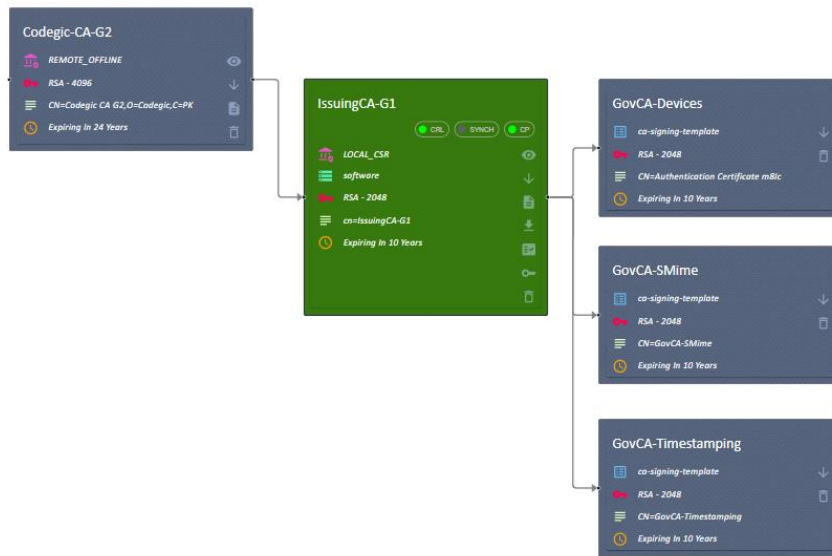 Codegic-CA-G2
REMOTE_OFFLINE
RSA - 4096
CN=Codegic CA G2,O=Codegic,C=PK
Expiring In 24 Years
IssuingCA-G1
CRL
SYNCH
CP
LOCAL_CSR
software
RSA - 2048
cn=IssuingCA-G1
Expiring In 10 Years
GovCA-Devices
ca-signing-template
RSA - 2048
CN=Authentication Certificate m8lc
Expiring In 10 Years
GovCA-SMime
ca-signing-template
RSA - 2048
CN=GovCA-SMime
Expiring In 10 Years
GovCA-Timestamping
ca-signing-template
RSA - 2048
CN=GovCA-Timestamping
Expiring In 10 Years